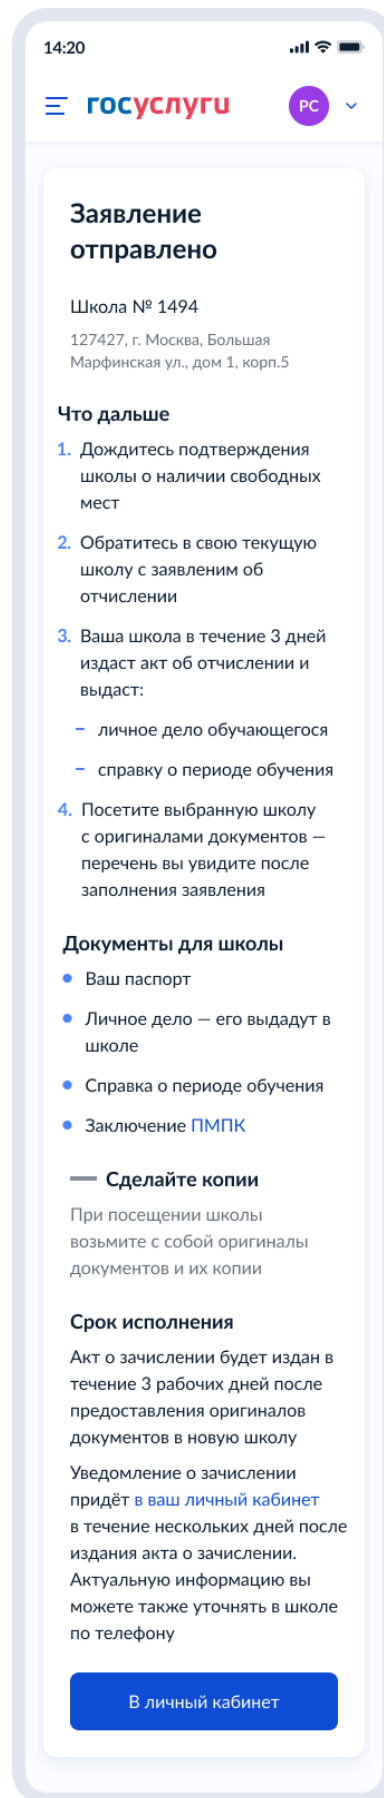 14:20
госуслуги
РС
Заявление
отправлено
Школа № 1494
127427, г. Москва, Большая
Марфинская ул., дом 1, корп.5
Что дальше
1. Дождитесь подтверждения
школы о наличии свободных
мест
2. Обратитесь в свою текущую
школу с заявленим об
отчислении
3. Ваша школа в течение 3 дней
издаст акт об отчислении и
выдаст:
– личное дело обучающегося
– справку о периоде обучения
4. Посетите выбранную школу
с оригиналами документов —
перечень вы увидите после
заполнения заявления
Документы для школы
• Ваш паспорт
• Личное дело — его выдадут в
школе
• Справка о периоде обучения
• Заключение ПМПК
Сделайте копии
При посещении школы
возьмите с собой оригиналы
документов и их копии
Срок исполнения
Акт о зачислении будет издан в
течение 3 рабочих дней после
предоставления оригиналов
документов в новую школу
Уведомление о зачислении
придёт в ваш личный кабинет
в течение нескольких дней после
издания акта о зачислении.
Актуальную информацию вы
можете также уточнять в школе
по телефону
В личный кабинет